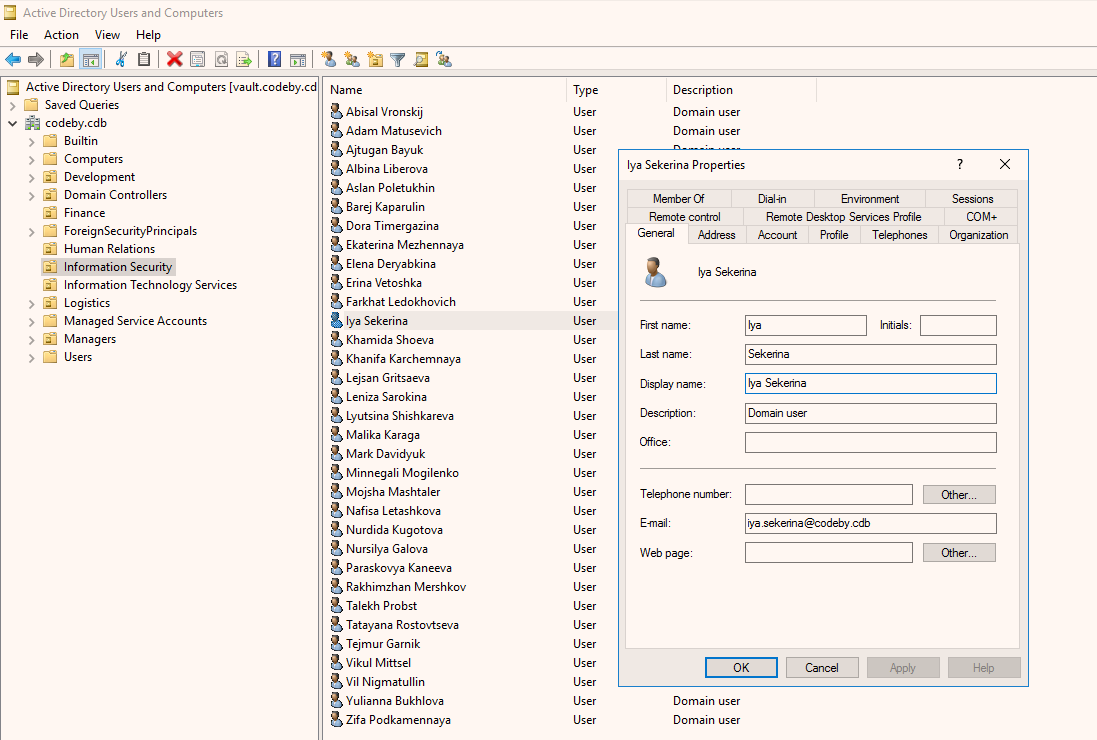 Active Directory Users and Computers
File Action View Help
Active Directory Users and Computers [vault.codeby.cd
Saved Queries
codeby.cdb
Builtin
Computers
Development
Domain Controllers
Finance
ForeignSecurityPrincipals
Human Relations
Information Security
Information Technology Services
Logistics
Managed Service Accounts
Managers
Users
Name Type Description
Abisal Vronskij User Domain user
Adam Matusevich User Domain user
Ajtugan Bayuk User Domain user
Albina Liberova User
Aslan Poletukhin User
Barej Kaparulin User
Dora Timergazina User
Ekaterina Mezhennaya User
Elena Deryabkina User
Erina Vetoshka User
Farkhat Ledokhovich User
Iya Sekerina User
Khamida Shoeva User
Khanifa Karchemnaya User
Lejsan Gritsaeva User
Leniza Sarokina User
Lyutsina Shishkareva User
Malika Karaga User
Mark Davidyuk User
Minnegali Mogilenko User
Mojsha Mashtaler User
Nafisa Letashkova User
Nurdida Kugotova User
Nursilya Galova User
Paraskovya Kaneeva User
Rakhimzhan Mershkov User
Talekh Probst User
Tatayana Rostovtseva User
Tejmur Garnik User
Vikul Mittsel User
Vil Nigmatullin User
Yulianna Bukhlova User Domain user
Zifa Podkamennaya User Domain user
Iya Sekerina Properties ?
Member Of Dial-in Environment Sessions
Remote control Remote Desktop Services Profile COM+
General Address Account Profile Telephones Organization
Iya Sekerina
First name: Iya Initials:
Last name: Sekerina
Display name: Iya Sekerina
Description: Domain user
Office:
Telephone number: Other...
E-mail: iya.sekerina@codeby.cdb
Web page: Other...
OK Cancel Apply Help